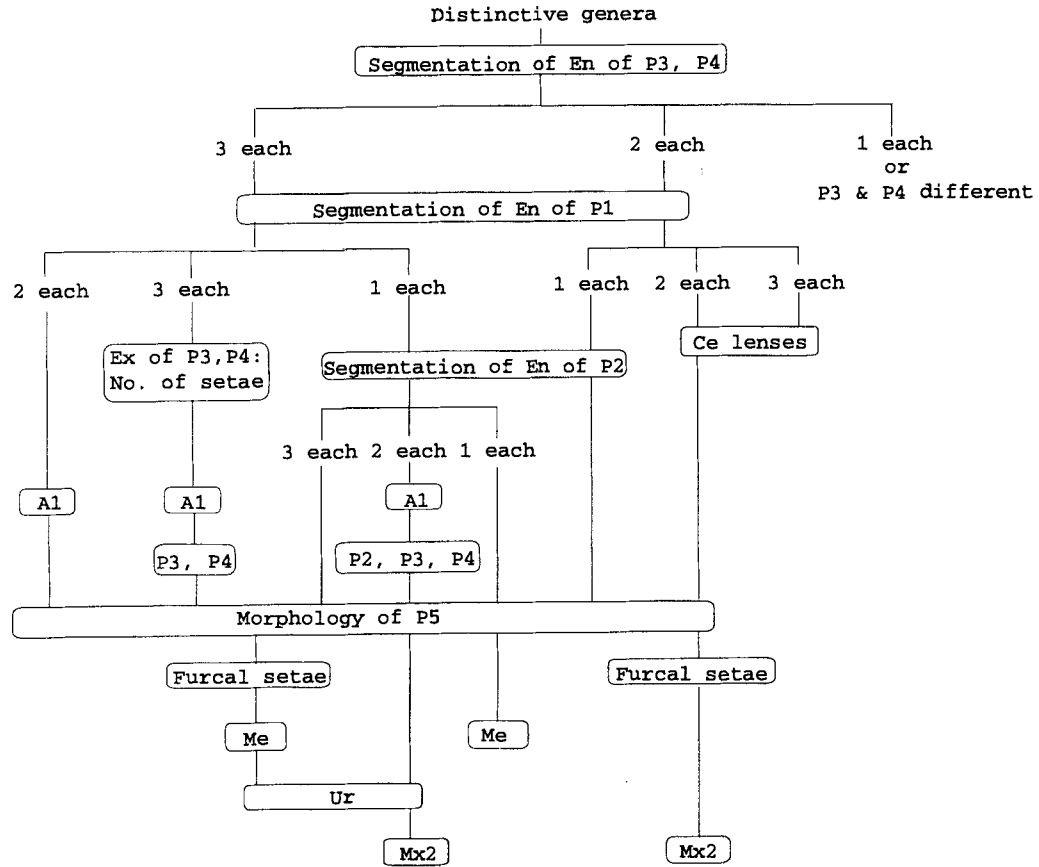 Distinctive genera
Segmentation of En of P3, P4
3 each
2 each
1 each
or
P3 & P4 different
Segmentation of En of P1
2 each
3 each
1 each
1 each
2 each
3 each
Ex of P3,P4:
No. of setae
Segmentation of En of P2
Ce lenses
3 each
2 each
1 each
A1
A1
A1
P3, P4
P2, P3, P4
Morphology of P5
Furcal setae
Furcal setae
Me
Me
Ur
Mx2
Mx2